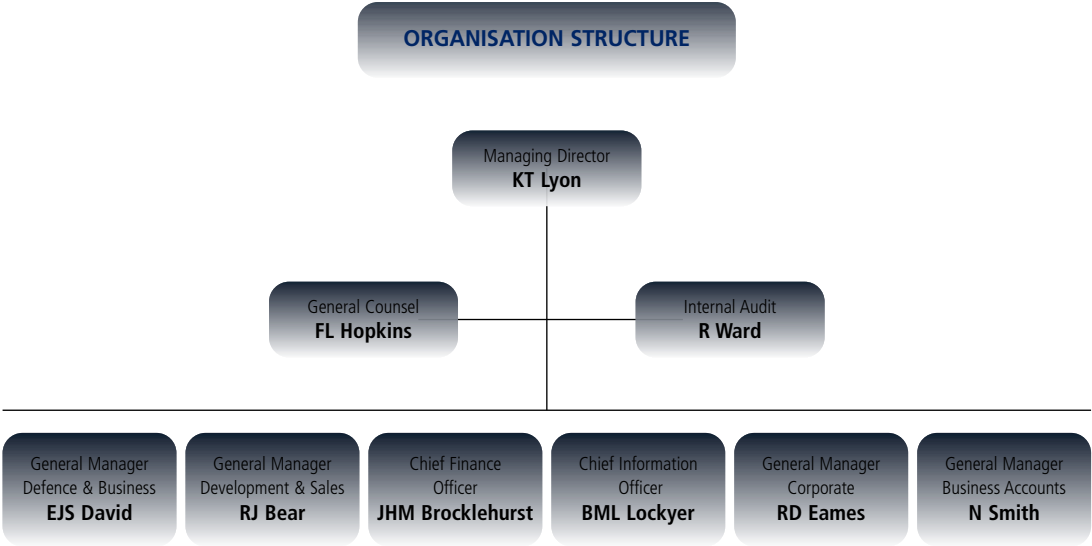 ORGANISATION STRUCTURE
Managing Director
KT Lyon
General Counsel
FL Hopkins
Internal Audit
R Ward
General Manager
Defence & Business
EJS David
General Manager
Development & Sales
RJ Bear
Chief Finance
Officer
JHM Brocklehurst
Chief Information
Officer
BML Lockyer
General Manager
Corporate
RD Eames
General Manager
Business Accounts
N Smith